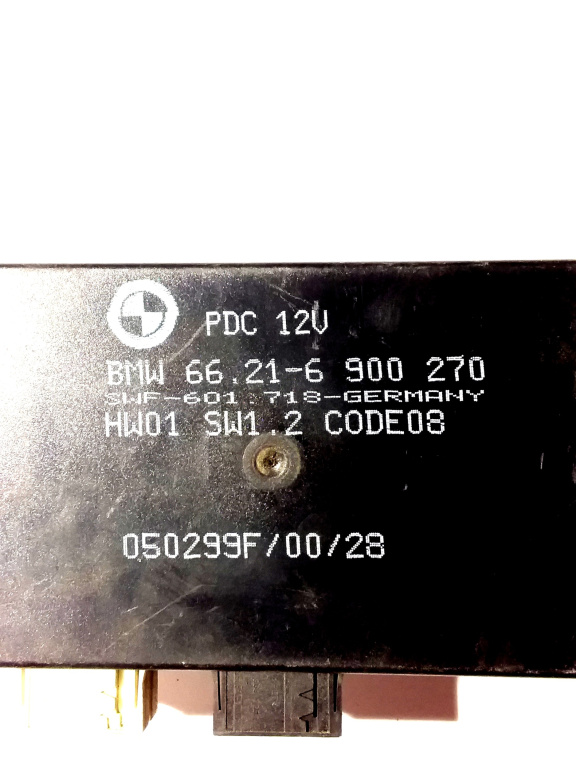 PDC 12V
BMW 66.21-6 900 270
SWF-601.718-GERMANY
HW01 SW1.2 CODE08
050299F/00/28